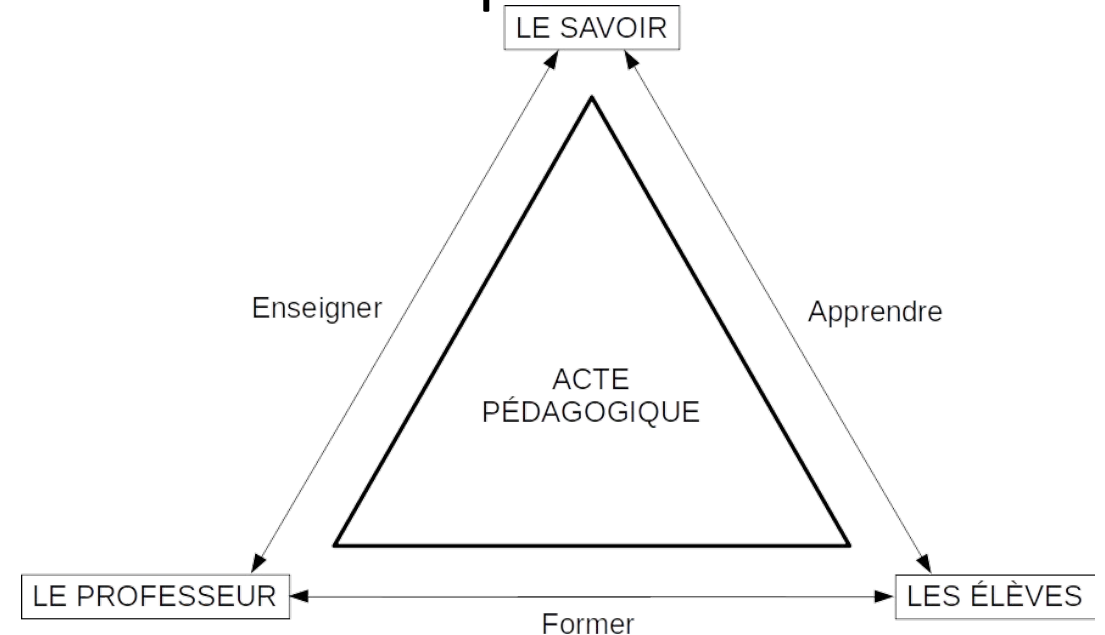 LE SAVOIR
Enseigner
Apprendre
ACTE
PÉDAGOGIQUE
LE PROFESSEUR
LES ÉLÈVES
Former